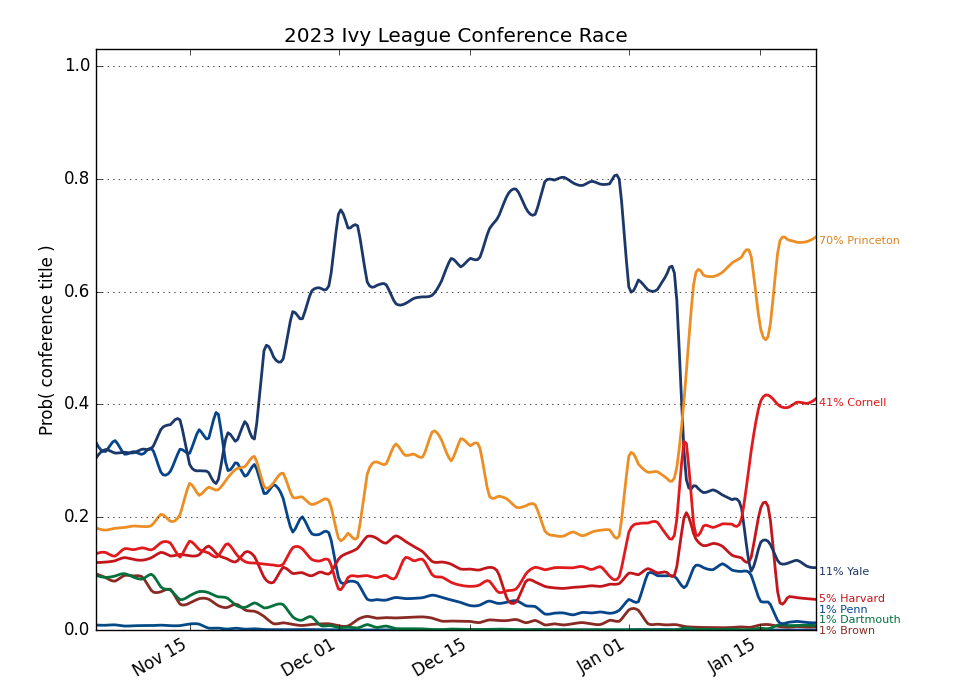 2023 Ivy League Conference Race
Prob( conference title )
1.0
0.8
0.6
0.4
0.2
0.0
70% Princeton
41% Cornell
11% Yale
5% Harvard
1% Penn
1% Dartmouth
1% Brown
Nov 15
Dec 01
Dec 15
Jan 01
Jan 15